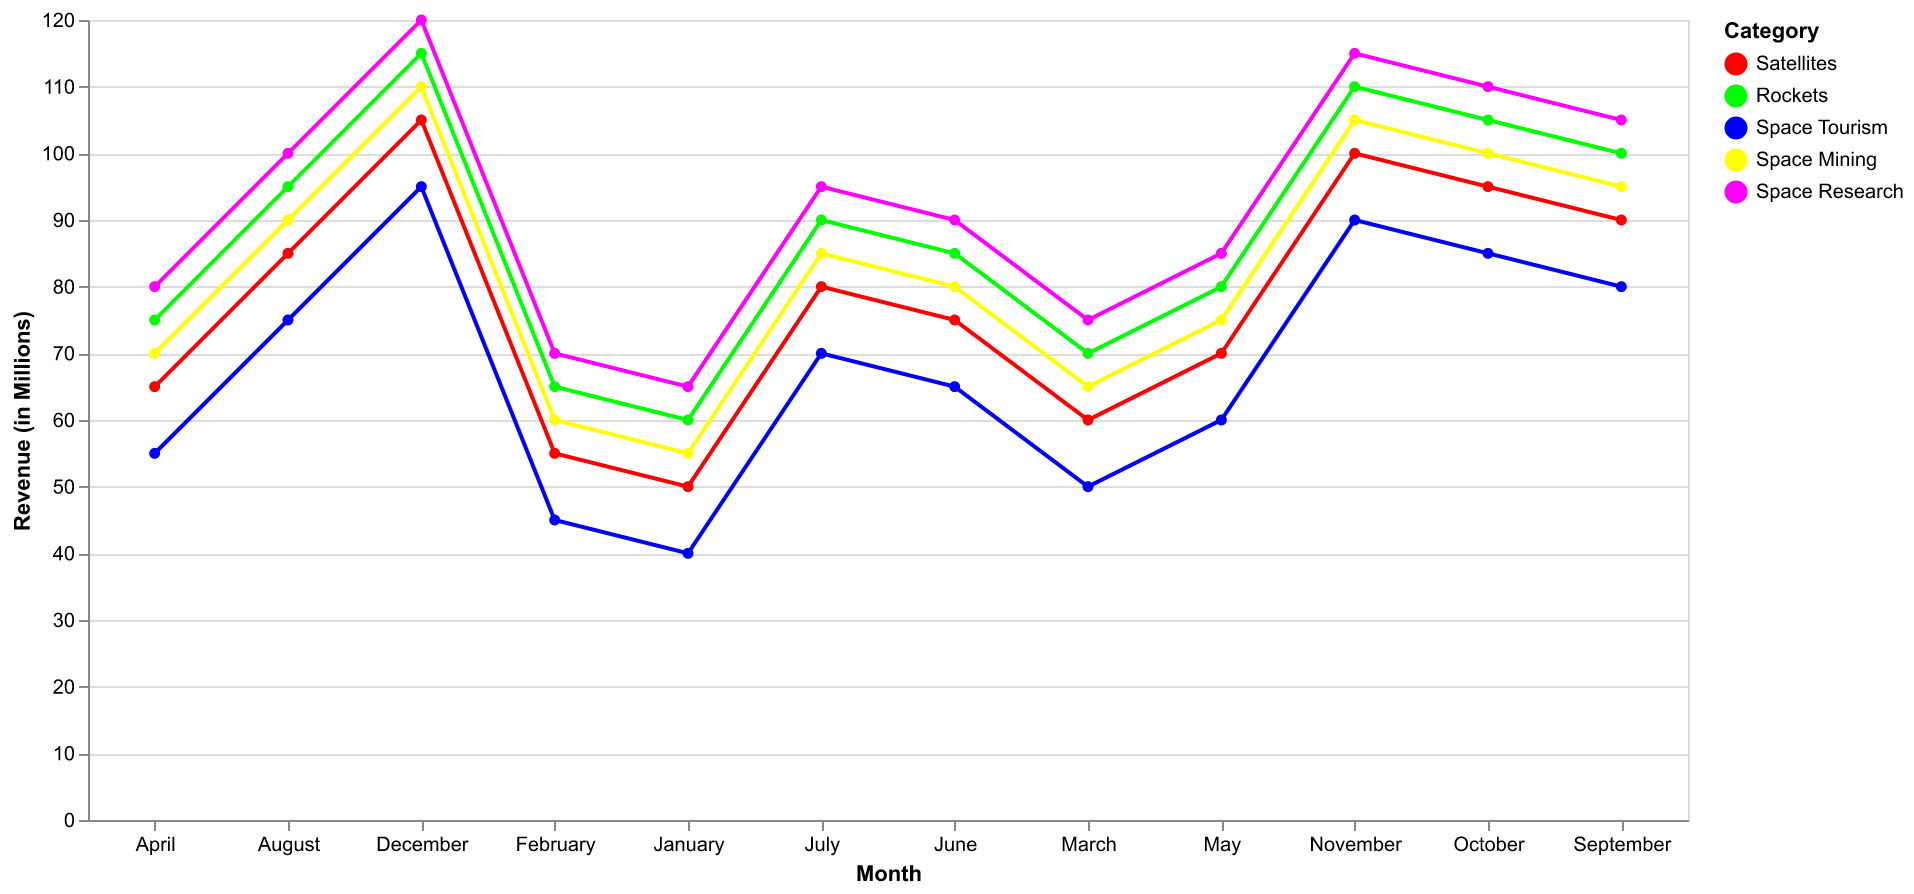 Revenue (in Millions)
120
110
100
90
80
70
60
50
40
30
20
10
0
April August December February January July June March May November October September
Month
Category
Satellites
Rockets
Space Tourism
Space Mining
Space Research